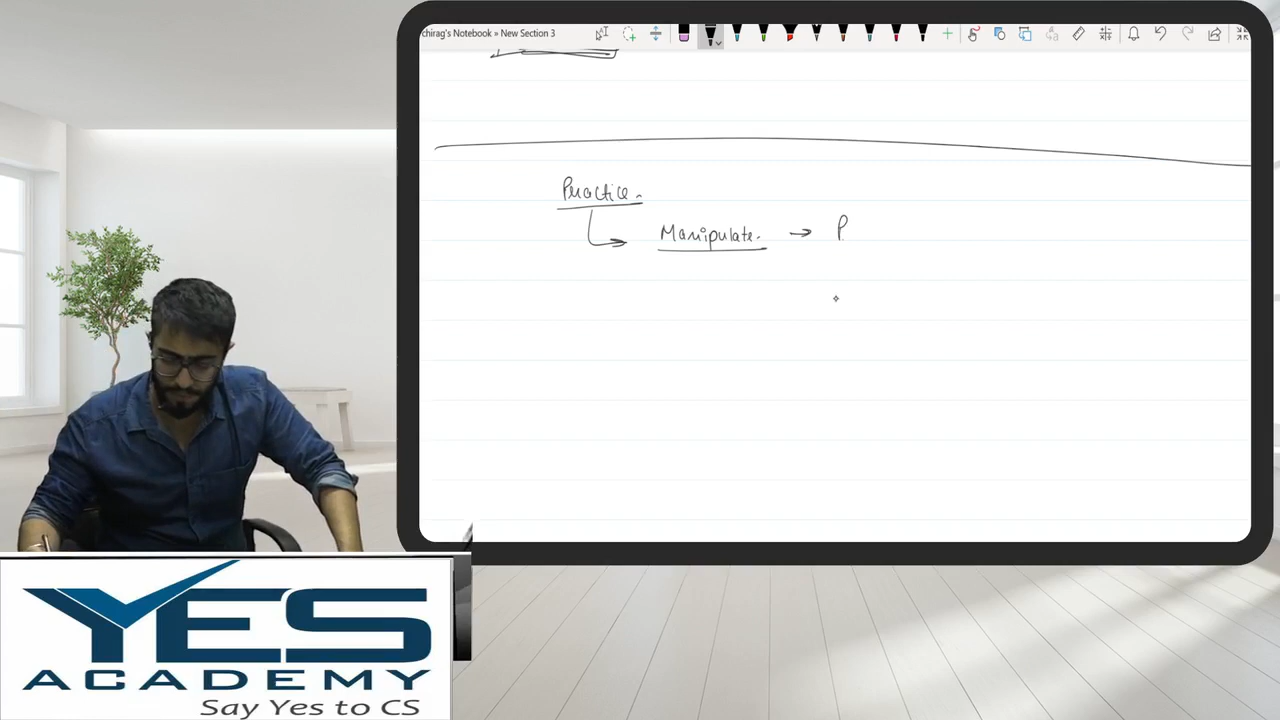 chirag's Notebook » New Section 3
Practice.
Manipulate. → P
YES
ACADEMY
Say Yes to CS